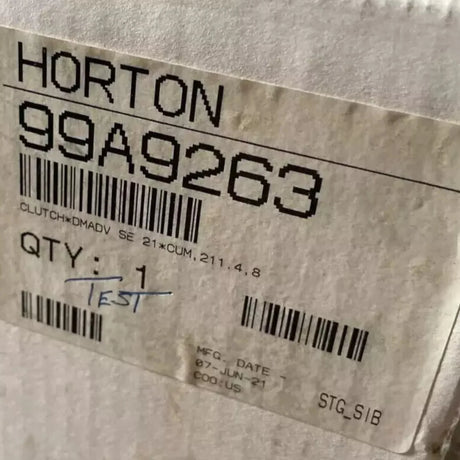 HORTON
99A9263
CLUTCH*DMADV SE 21*CUM,211.4.8
QTY: 1
TEST
MFG. DATE -
07-JUN-21
COO:US
STG_SIB